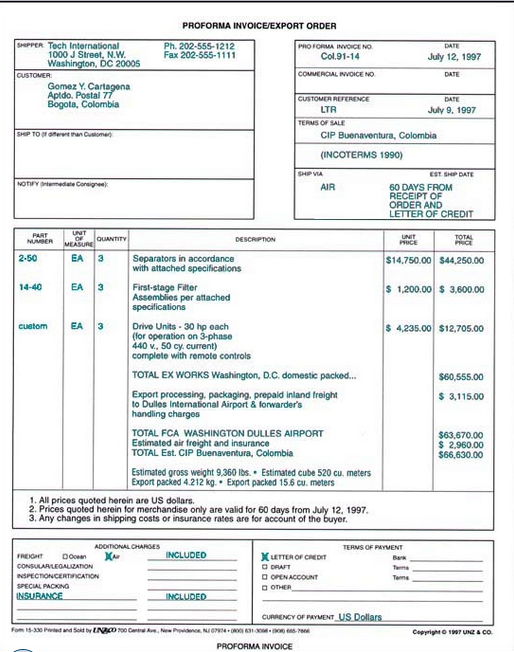 PROFORMA INVOICE/EXPORT ORDER
SHIPPER: Tech International
1000 J Street, N.W.
Washington, DC 20005
Ph. 202-555-1212
Fax 202-555-1111
PRO FORMA INVOICE NO. DATE
Col.91-14 July 12, 1997
COMMERCIAL INVOICE NO. DATE
CUSTOMER:
Gomez Y. Cartagena
Aptdo. Postal 77
Bogota, Colombia
CUSTOMER REFERENCE DATE
LTR July 9, 1997
TERMS OF SALE
CIP Buenaventura, Colombia
(INCOTERMS 1990)
SHIP TO (If different than Customer):
SHIP VIA EST. SHIP DATE
AIR 60 DAYS FROM
RECEIPT OF
ORDER AND
LETTER OF CREDIT
NOTIFY (Intermediate Consignee):
PART NUMBER UNIT OF MEASURE QUANTITY DESCRIPTION UNIT PRICE TOTAL PRICE
2-50 EA 3 Separators in accordance $14,750.00 $44,250.00
with attached specifications
14-40 EA 3 First-stage Filter $ 1,200.00 $ 3,600.00
Assemblies per attached
specifications
custom EA 3 Drive Units - 30 hp each $ 4,235.00 $12,705.00
(for operation on 3-phase
440 v., 50 cy. current)
complete with remote controls
TOTAL EX WORKS Washington, D.C. domestic packed... $60,555.00
Export processing, packaging, prepaid inland freight $ 3,115.00
to Dulles International Airport & forwarder's
handling charges
TOTAL FCA WASHINGTON DULLES AIRPORT $63,670.00
Estimated air freight and insurance $ 2,960.00
TOTAL Est. CIP Buenaventura, Colombia $66,630.00
Estimated gross weight 9,360 lbs. • Estimated cube 520 cu. meters
Export packed 4.212 kg. • Export packed 15.6 cu. meters
1. All prices quoted herein are US dollars.
2. Prices quoted herein for merchandise only are valid for 60 days from July 12, 1997.
3. Any changes in shipping costs or insurance rates are for account of the buyer.
ADDITIONAL CHARGES
FREIGHT Ocean X Air INCLUDED
CONSULAR/LEGALIZATION
INSPECTION/CERTIFICATION
SPECIAL PACKING
INSURANCE INCLUDED
TERMS OF PAYMENT
X LETTER OF CREDIT Bank
DRAFT Terms
OPEN ACCOUNT Terms
OTHER
CURRENCY OF PAYMENT US Dollars
Form 15-330 Printed and Sold by UNZCO 700 Central Ave., New Providence, NJ 07974 • (800) 631-3098 • (908) 665-7866
Copyright © 1997 UNZ & CO.
PROFORMA INVOICE